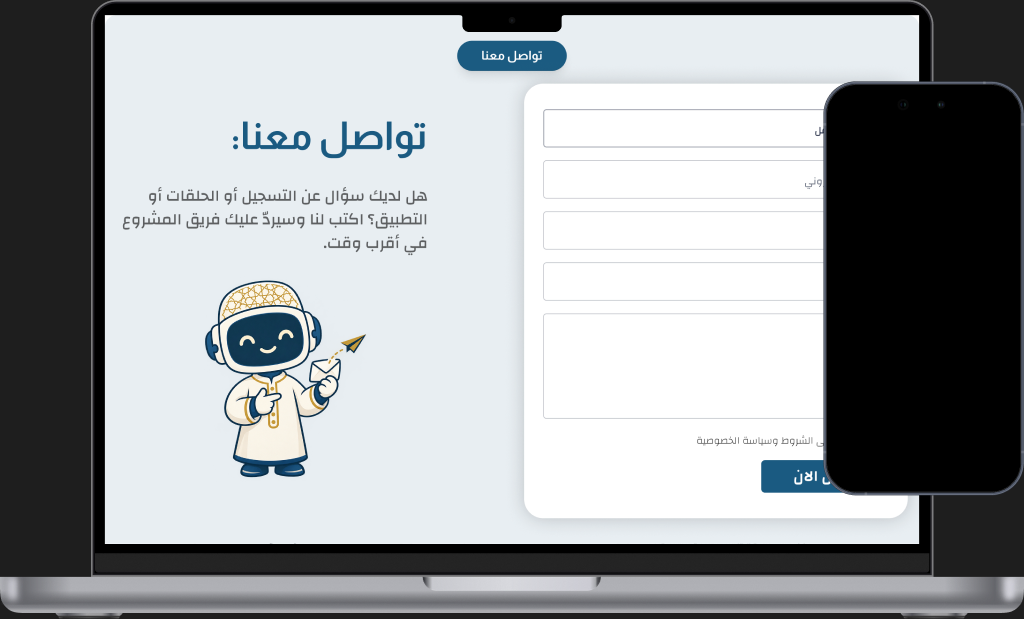 تواصل معنا
تواصل معنا:
هل لديك سؤال عن التسجيل أو الحلقات أو
التطبيق؟ اكتب لنا وسيردّ عليك فريق المشروع
في أقرب وقت.
الشروط وسياسة الخصوصية
الان